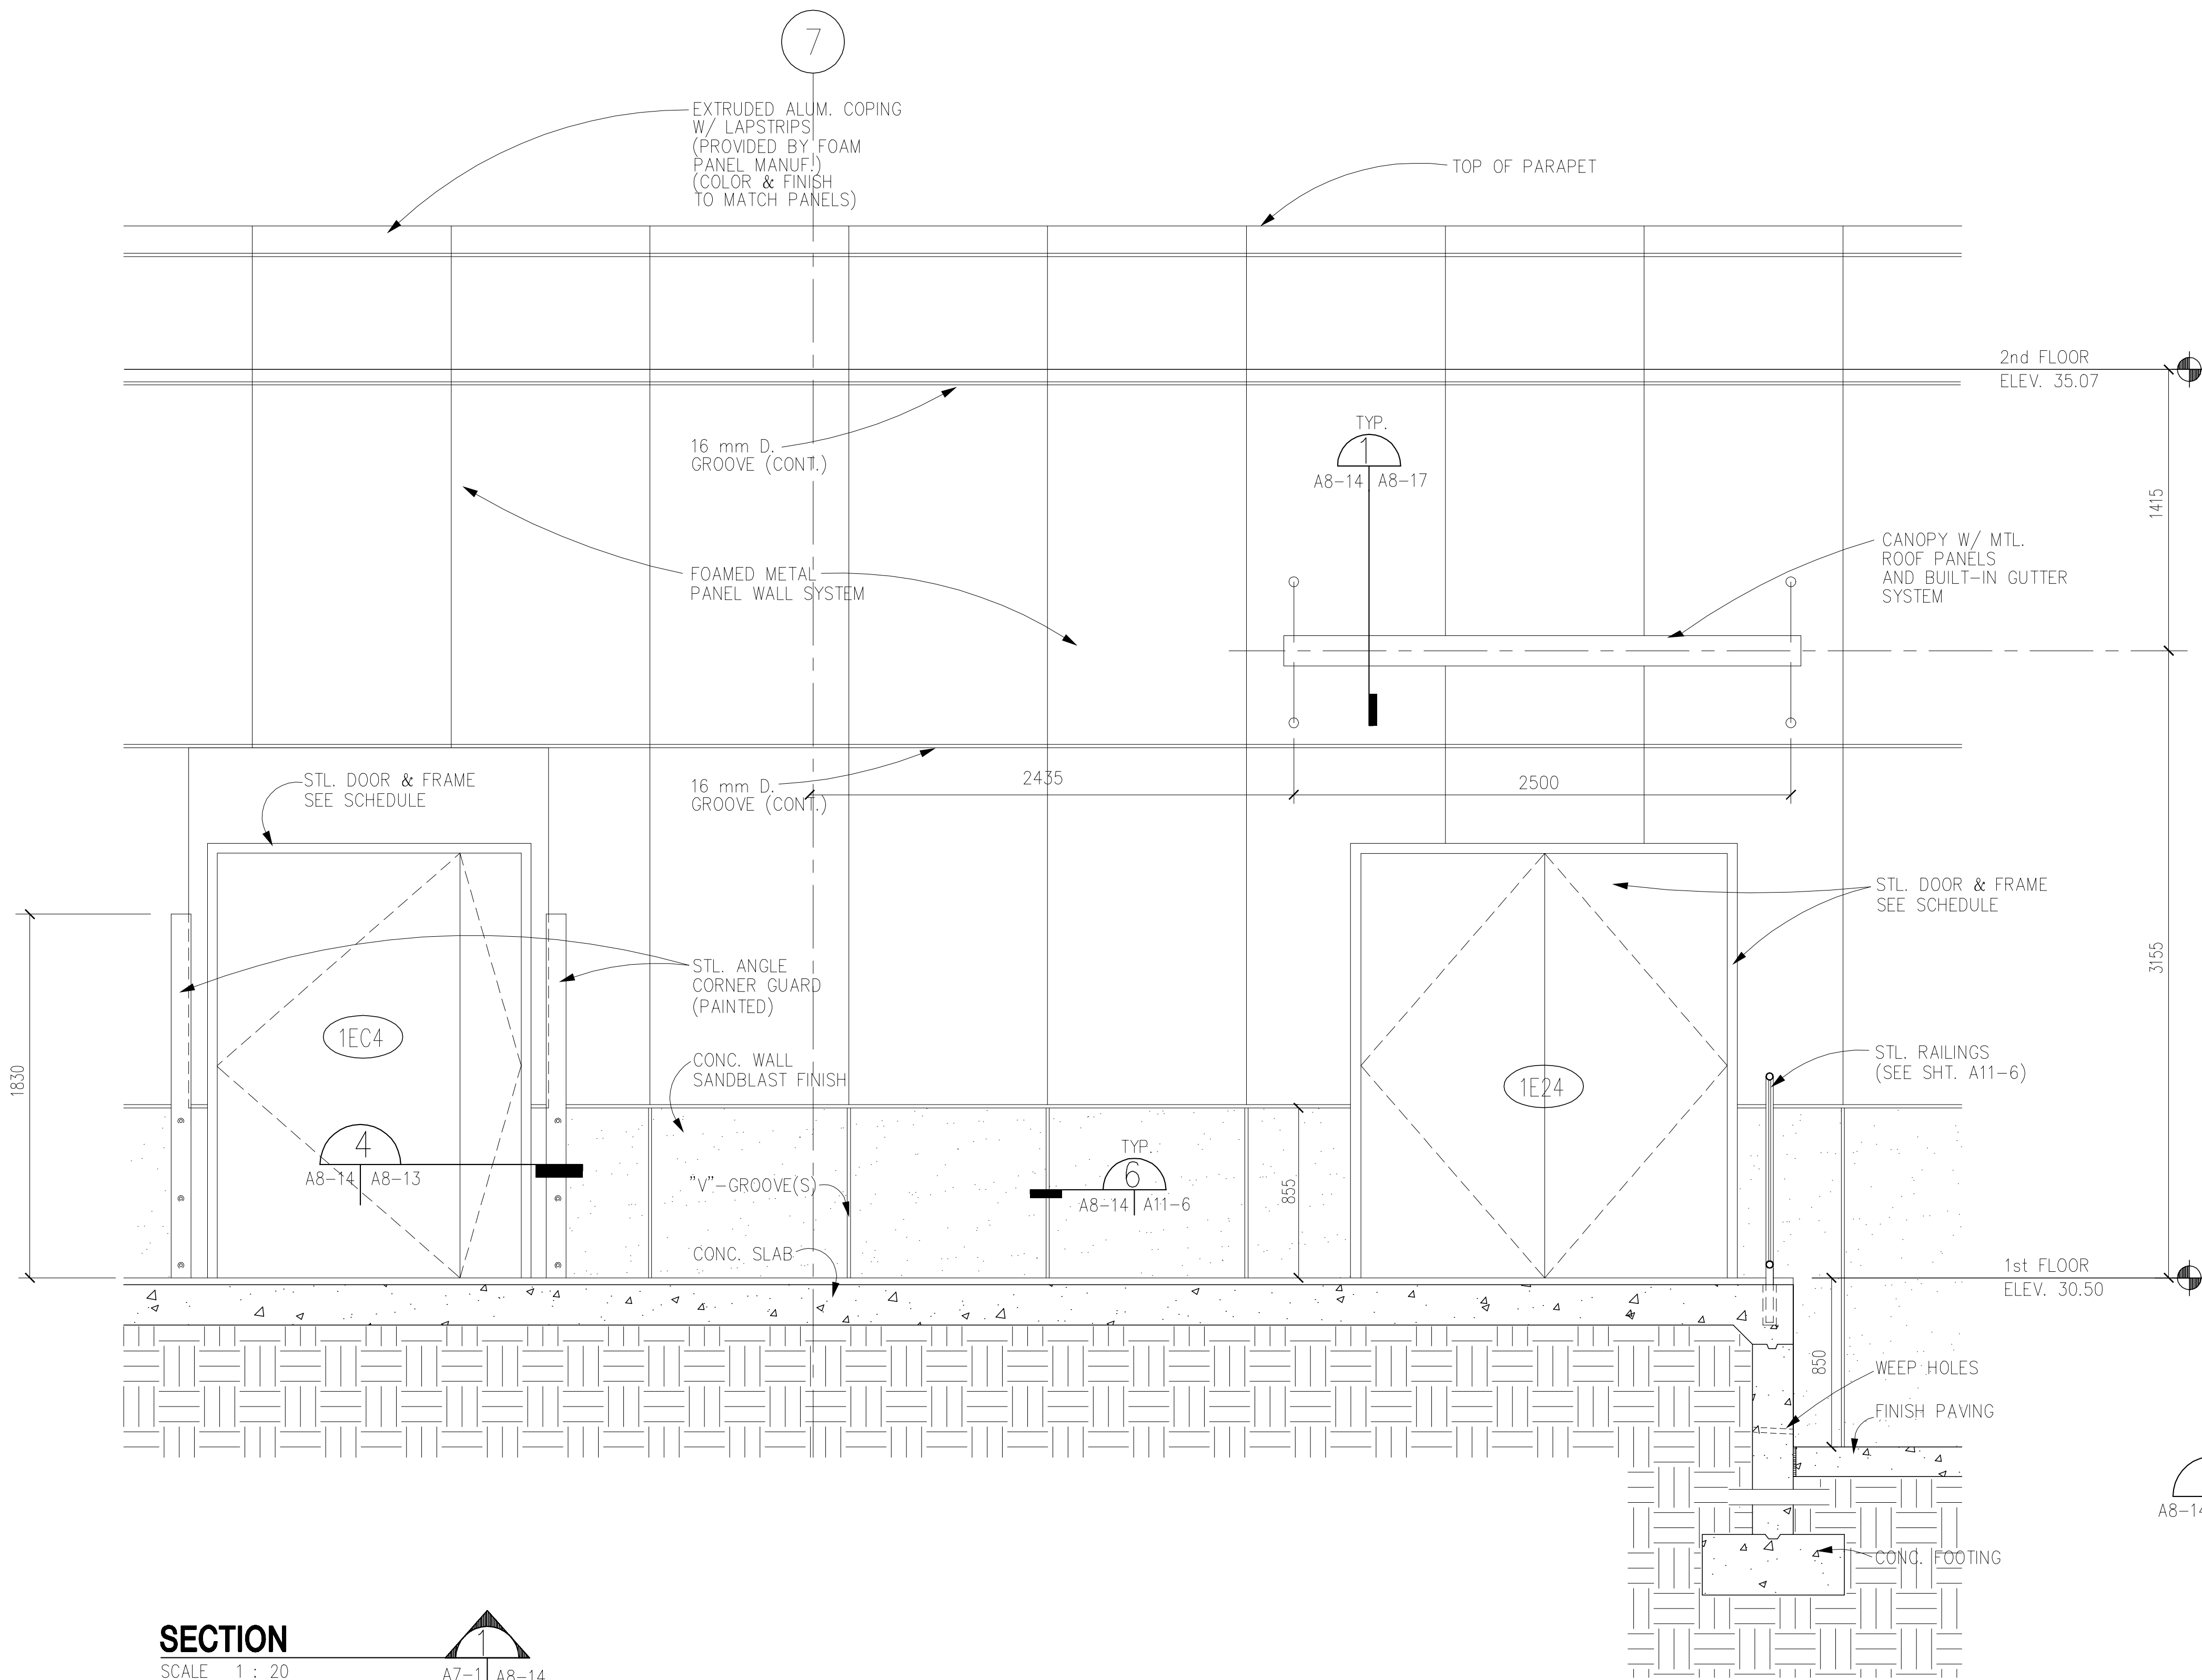 7
EXTRUDED ALUM. COPING
W/ LAPSTRIPS
(PROVIDED BY FOAM
PANEL MANUF.)
(COLOR & FINISH
TO MATCH PANELS)
TOP OF PARAPET
2nd FLOOR
ELEV. 35.07
16 mm D.
GROOVE (CONT.)
TYP.
1
A8-14 A8-17
1415
CANOPY W/ MTL.
ROOF PANELS
AND BUILT-IN GUTTER
SYSTEM
FOAMED METAL
PANEL WALL SYSTEM
STL. DOOR & FRAME
SEE SCHEDULE
16 mm D.
GROOVE (CONT.)
2435
2500
STL. DOOR & FRAME
SEE SCHEDULE
3155
STL. ANGLE
CORNER GUARD
(PAINTED)
1EC4
1830
CONC. WALL
SANDBLAST FINISH
1E24
STL. RAILINGS
(SEE SHT. A11-6)
4
A8-14 A8-13
TYP.
6
A8-14 A11-6
"V"-GROOVE(S)
855
CONC. SLAB
1st FLOOR
ELEV. 30.50
850
WEEP HOLES
FINISH PAVING
A8-14
CONC. FOOTING
SECTION
SCALE 1 : 20
1
A7-1 A8-14